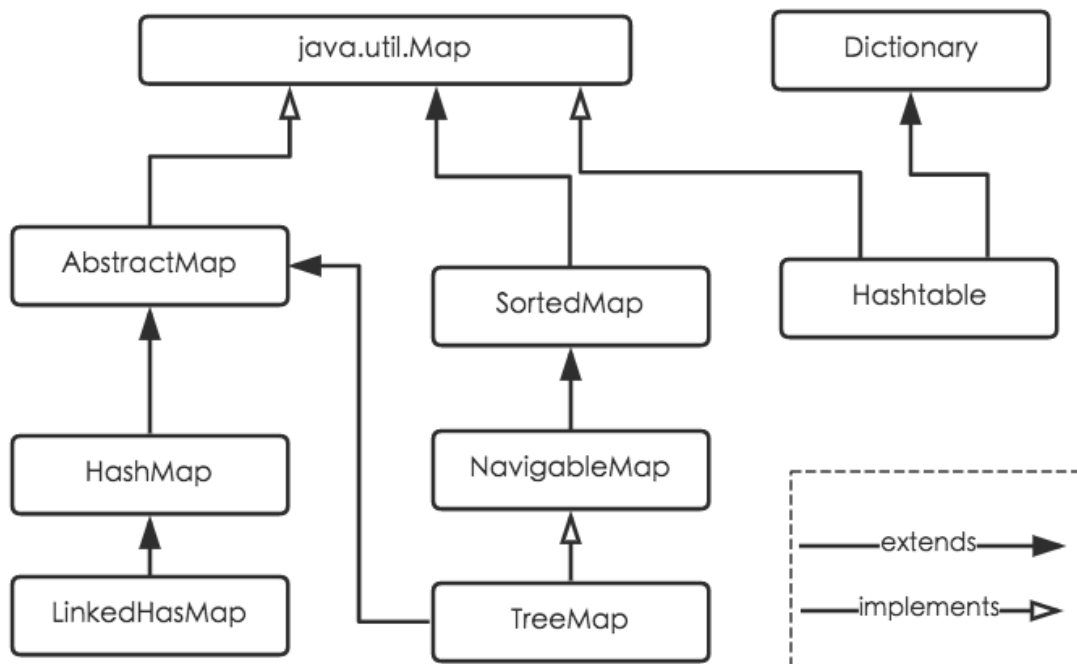 java.util.Map
Dictionary
AbstractMap
SortedMap
Hashtable
HashMap
NavigableMap
LinkedHasMap
TreeMap
extends
implements